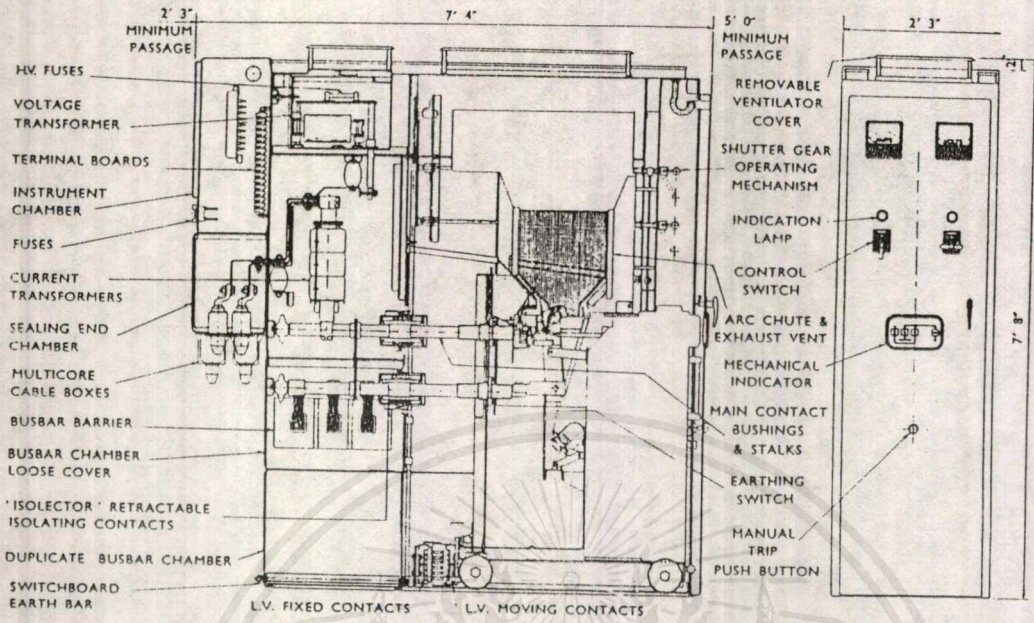 2' 3"
MINIMUM
PASSAGE
7' 4"
5' 0"
MINIMUM
PASSAGE
2' 3"
H.V. FUSES
VOLTAGE
TRANSFORMER
TERMINAL BOARDS
INSTRUMENT
CHAMBER
FUSES
CURRENT
TRANSFORMERS
SEALING END
CHAMBER
MULTICORE
CABLE BOXES
BUSBAR BARRIER
BUSBAR CHAMBER
LOOSE COVER
'ISOLECTOR' RETRACTABLE
ISOLATING CONTACTS
DUPLICATE BUSBAR CHAMBER
SWITCHBOARD
EARTH BAR
L.V. FIXED CONTACTS
L.V. MOVING CONTACTS
REMOVABLE
VENTILATOR
COVER
SHUTTER GEAR
OPERATING
MECHANISM
INDICATION
LAMP
CONTROL
SWITCH
ARC CHUTE &
EXHAUST VENT
MECHANICAL
INDICATOR
MAIN CONTACT
BUSHINGS
& STALKS
EARTHING
SWITCH
MANUAL
TRIP
PUSH BUTTON
7' 8"